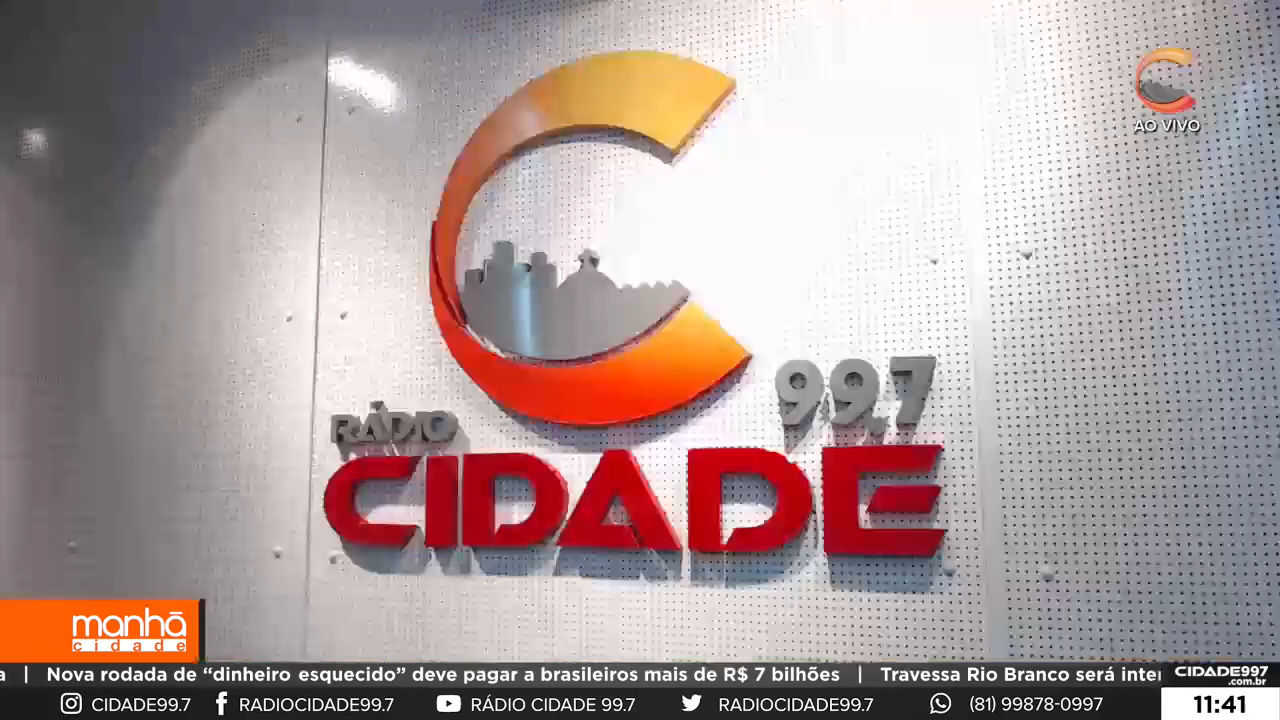 AO VIVO
99.7
RÁDIO
CIDADE
manhã
cidade
a | Nova rodada de “dinheiro esquecido” deve pagar a brasileiros mais de R$ 7 bilhões | Travessa Rio Branco será inter
CIDADE997
.com.br
CIDADE99.7 RADIOCIDADE99.7 RÁDIO CIDADE 99.7 RADIOCIDADE99.7 (81) 99878-0997
11:41